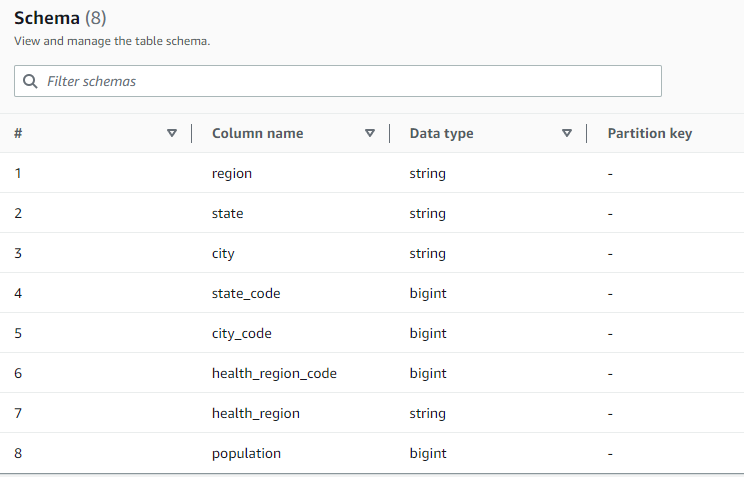 Schema (8)
View and manage the table schema.
Filter schemas
# Column name Data type Partition key
1 region string -
2 state string -
3 city string -
4 state_code bigint -
5 city_code bigint -
6 health_region_code bigint -
7 health_region string -
8 population bigint -